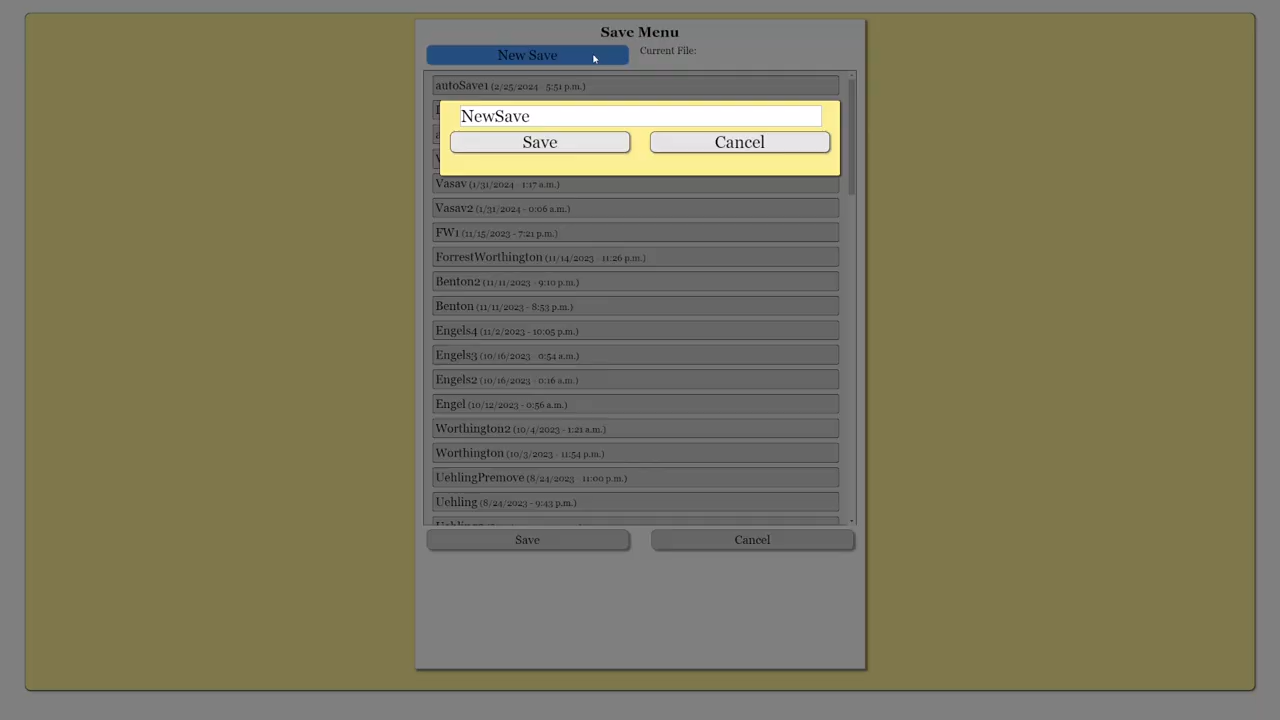 Save Menu
New Save
Current File:
autoSave1 (2/25/2024 - 5:51 p.m.)
NewSave
Save
Cancel
Vasav (1/31/2024 - 1:17 a.m.)
Vasav2 (1/31/2024 - 0:06 a.m.)
FW1 (11/15/2023 - 7:21 p.m.)
ForrestWorthington (11/14/2023 - 11:26 p.m.)
Benton2 (11/11/2023 - 9:10 p.m.)
Benton (11/11/2023 - 8:53 p.m.)
Engels4 (11/2/2023 - 10:05 p.m.)
Engels3 (10/16/2023 - 0:54 a.m.)
Engels2 (10/16/2023 - 0:16 a.m.)
Engel (10/12/2023 - 0:56 a.m.)
Worthington2 (10/4/2023 - 1:21 a.m.)
Worthington (10/3/2023 - 11:54 p.m.)
UehlingPremove (8/24/2023 - 11:00 p.m.)
Uehling (8/24/2023 - 9:43 p.m.)
Save
Cancel